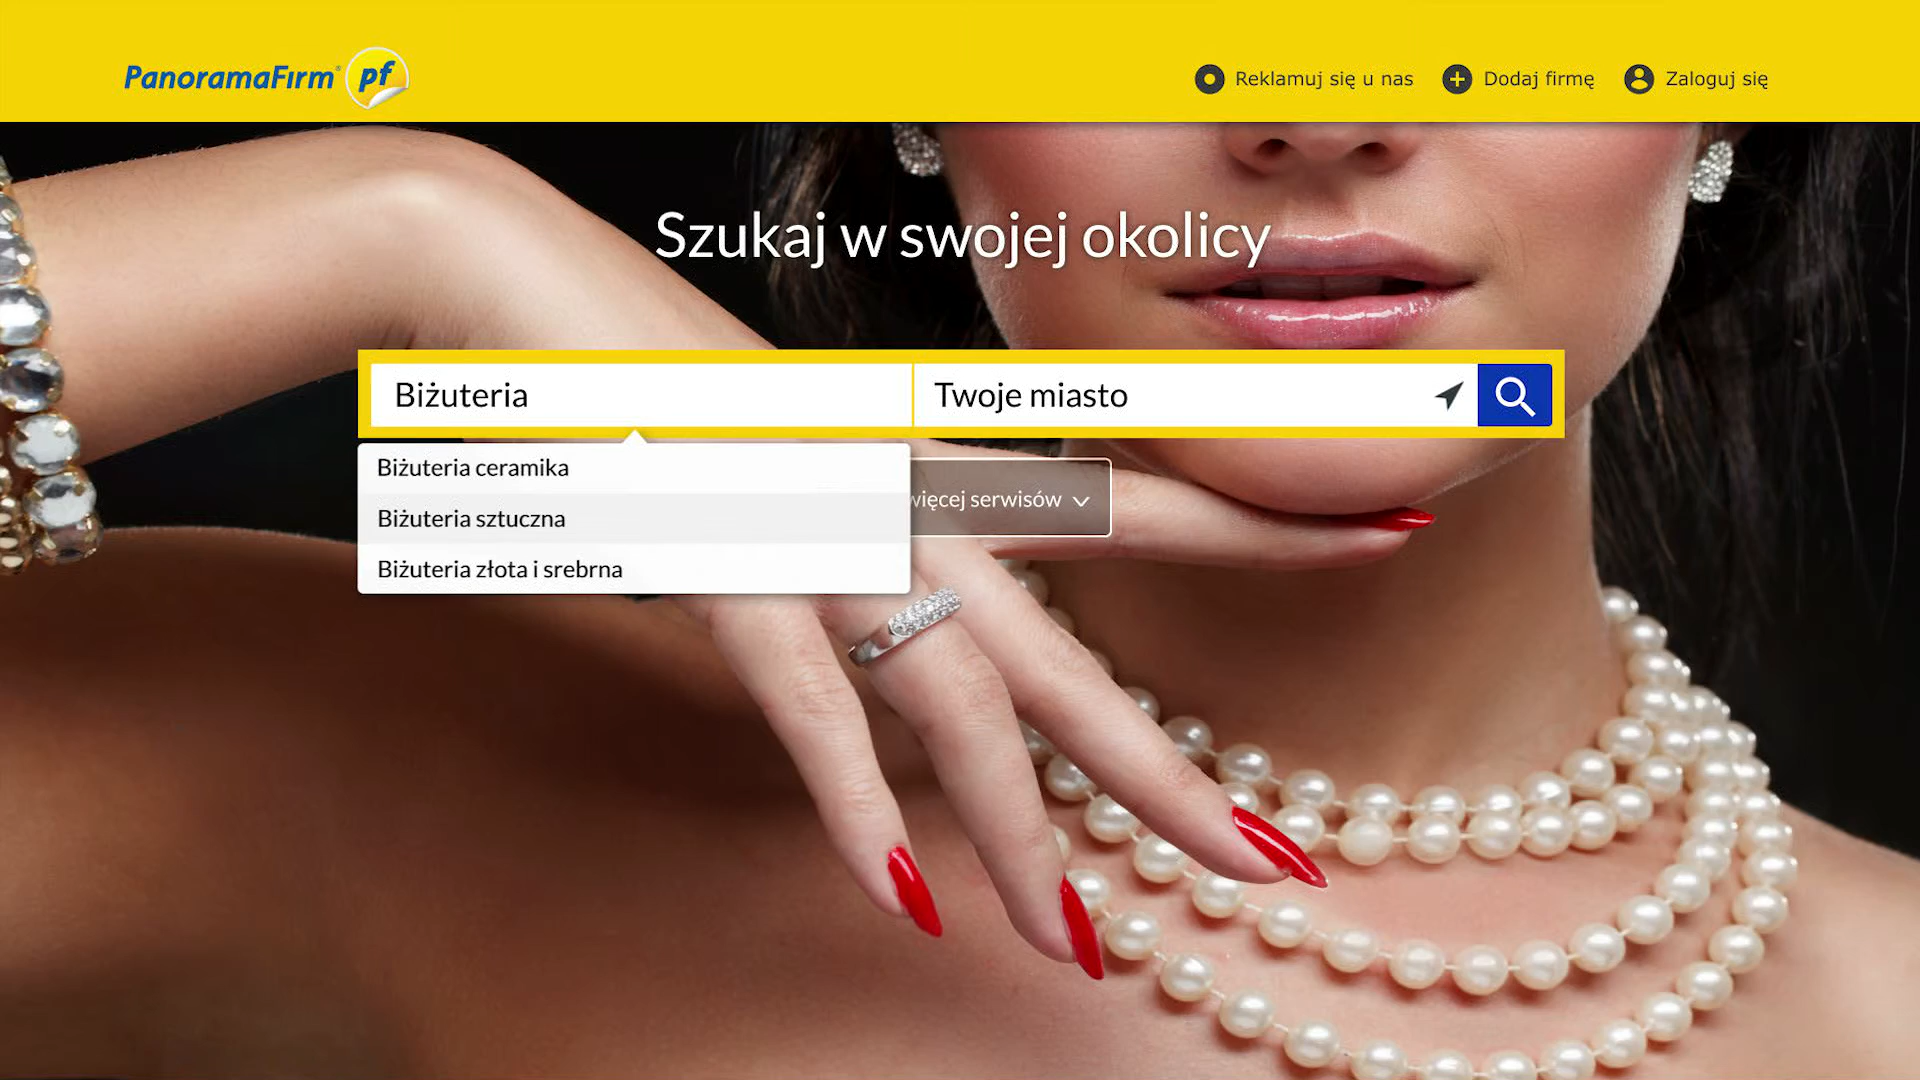 PanoramaFirm® pf
Reklamuj się u nas
Dodaj firmę
Zaloguj się
Szukaj w swojej okolicy
Biżuteria
Twoje miasto
Biżuteria ceramika
Biżuteria sztuczna
Biżuteria złota i srebrna
więcej serwisów